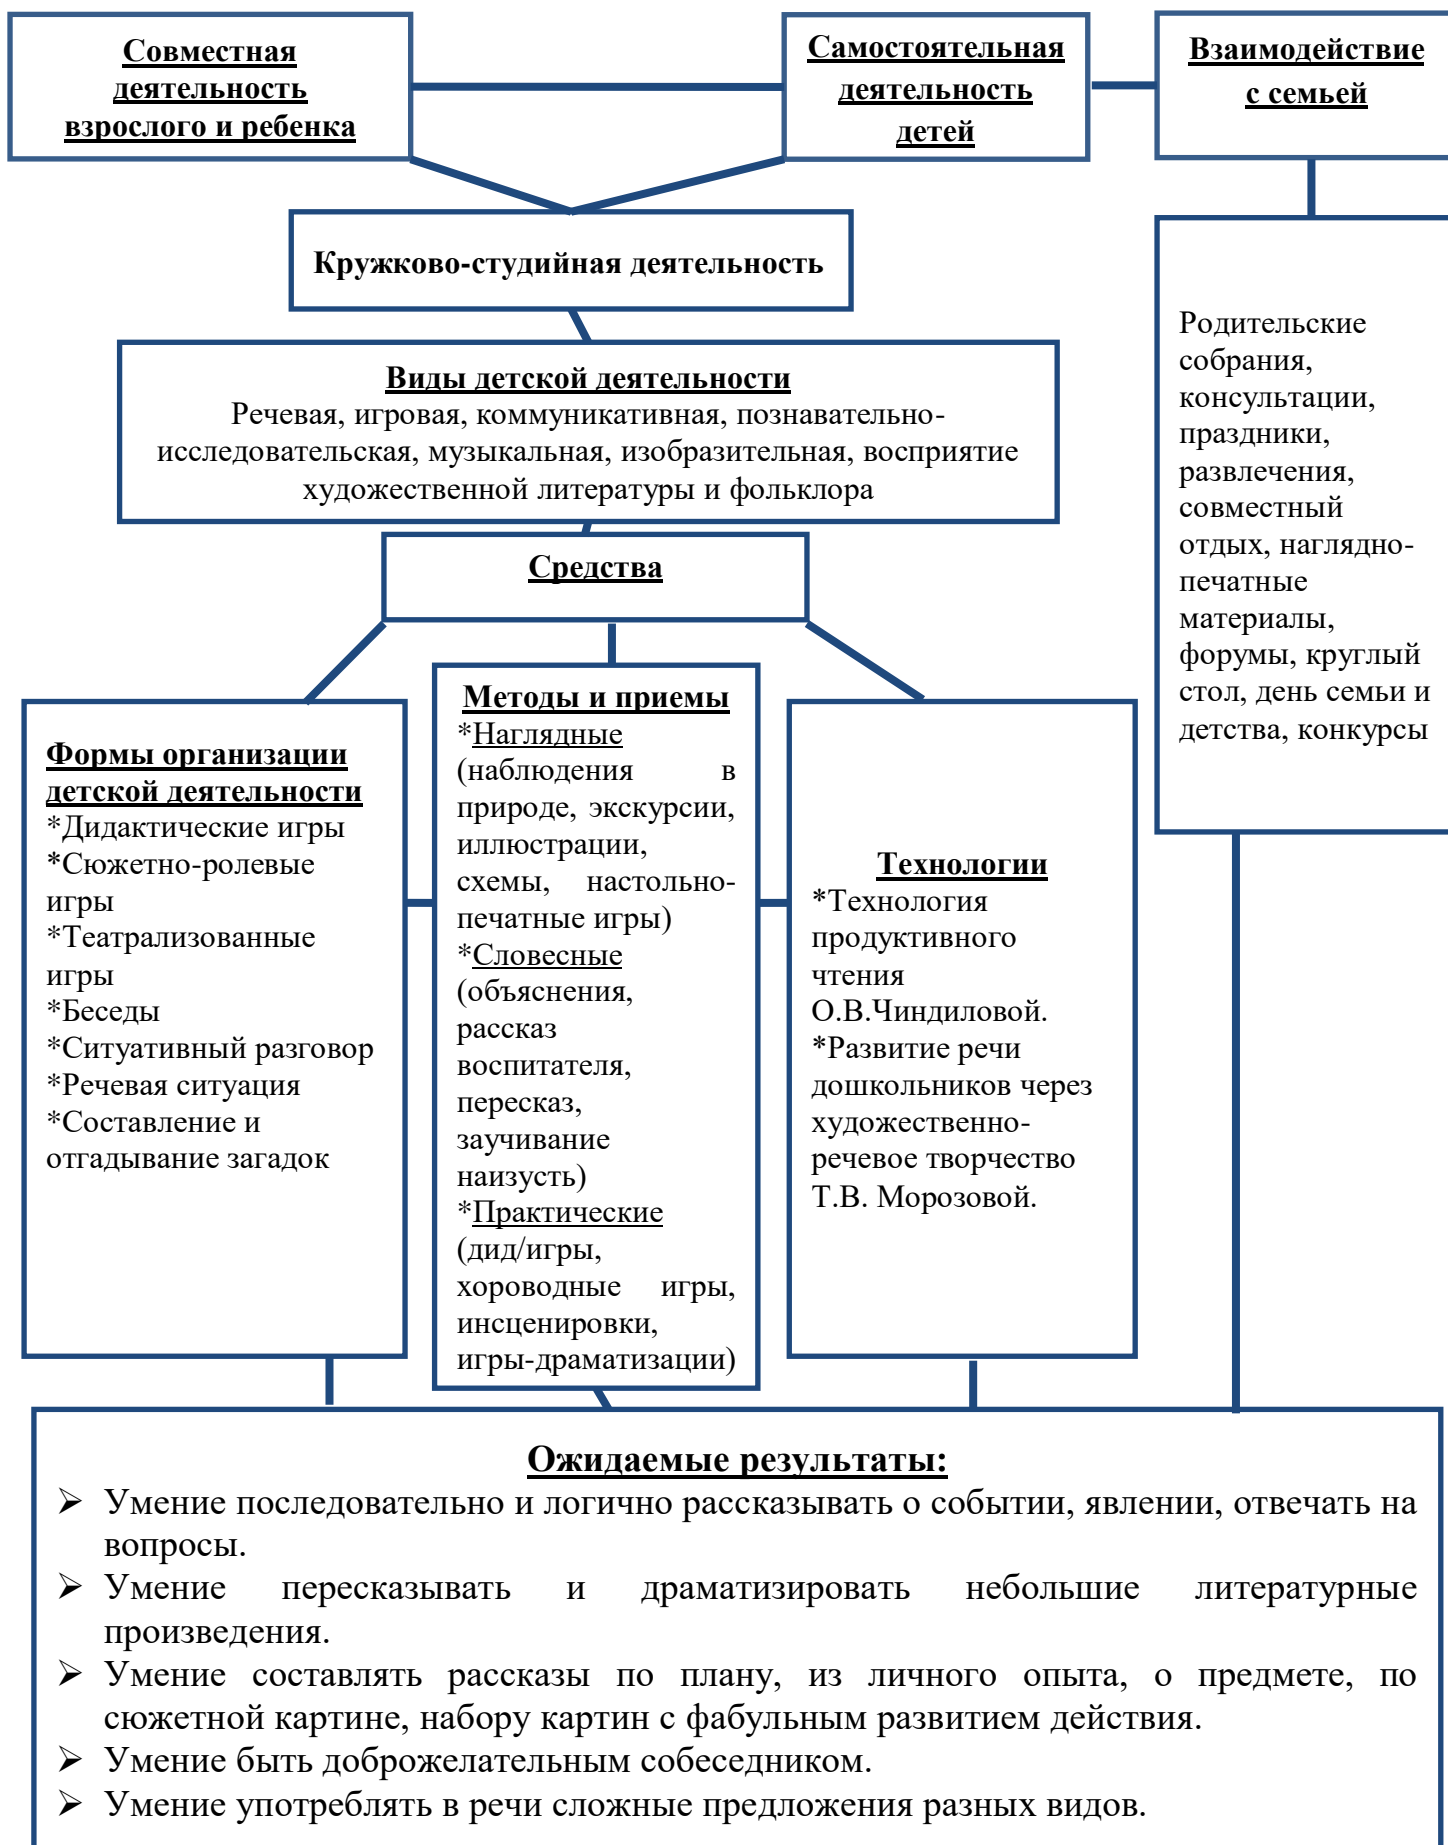 Совместная
деятельность
взрослого и ребенка
Самостоятельная
деятельность
детей
Взаимодействие
с семьей
Кружково-студийная деятельность
Виды детской деятельности
Речевая, игровая, коммуникативная, познавательно-
исследовательская, музыкальная, изобразительная, восприятие
художественной литературы и фольклора
Родительские
собрания,
консультации,
праздники,
развлечения,
совместный
отдых, наглядно-
печатные
материалы,
форумы, круглый
стол, день семьи и
детства, конкурсы
Средства
Формы организации
детской деятельности
*Дидактические игры
*Сюжетно-ролевые
игры
*Театрализованные
игры
*Беседы
*Ситуативный разговор
*Речевая ситуация
*Составление и
отгадывание загадок
Методы и приемы
*Наглядные
(наблюдения в
природе, экскурсии,
иллюстрации,
схемы, настольно-
печатные игры)
*Словесные
(объяснения,
рассказ
воспитателя,
пересказ,
заучивание
наизусть)
*Практические
(дид/игры,
хороводные игры,
инсценировки,
игры-драматизации)
Технологии
*Технология
продуктивного
чтения
О.В.Чиндиловой.
*Развитие речи
дошкольников через
художественно-
речевое творчество
Т.В. Морозовой.
Ожидаемые результаты:
➢ Умение последовательно и логично рассказывать о событии, явлении, отвечать на
вопросы.
➢ Умение пересказывать и драматизировать небольшие литературные
произведения.
➢ Умение составлять рассказы по плану, из личного опыта, о предмете, по
сюжетной картине, набору картин с фабульным развитием действия.
➢ Умение быть доброжелательным собеседником.
➢ Умение употреблять в речи сложные предложения разных видов.